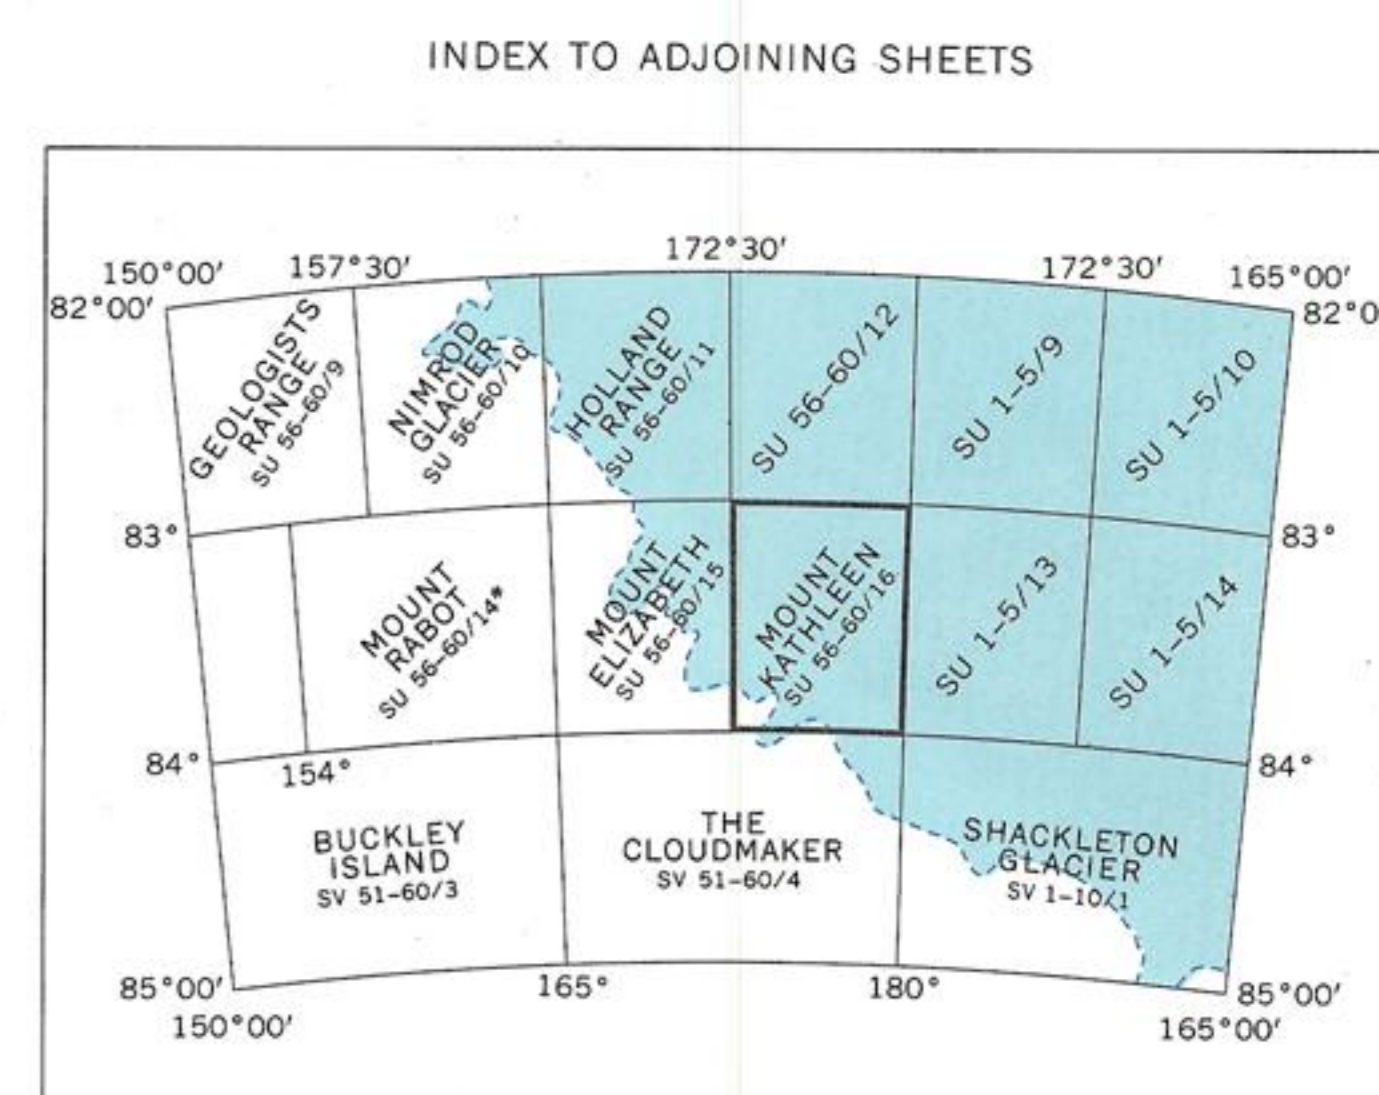 INDEX TO ADJOINING SHEETS
172°30′
150°00′ 157°30′ 172°30′ 165°00′
82°00′ 82°0
GEOLOGISTS
RANGE
SU 56–60/9
NIMROD
GLACIER
SU 56–60/10
HOLLAND
RANGE
SU 56–60/11
SU 56–60/12
SU 1–5/9
SU 1–5/10
83° 83°
MOUNT
RABOT
SU 56–60/14*
MOUNT
ELIZABETH
SU 56–60/15
MOUNT
KATHLEEN
SU 56–60/16
SU 1–5/13
SU 1–5/14
84° 84°
154°
BUCKLEY
ISLAND
SV 51–60/3
THE
CLOUDMAKER
SV 51–60/4
SHACKLETON
GLACIER
SV 1–10/1
85°00′ 165° 180° 85°00′
150°00′ 165°00′